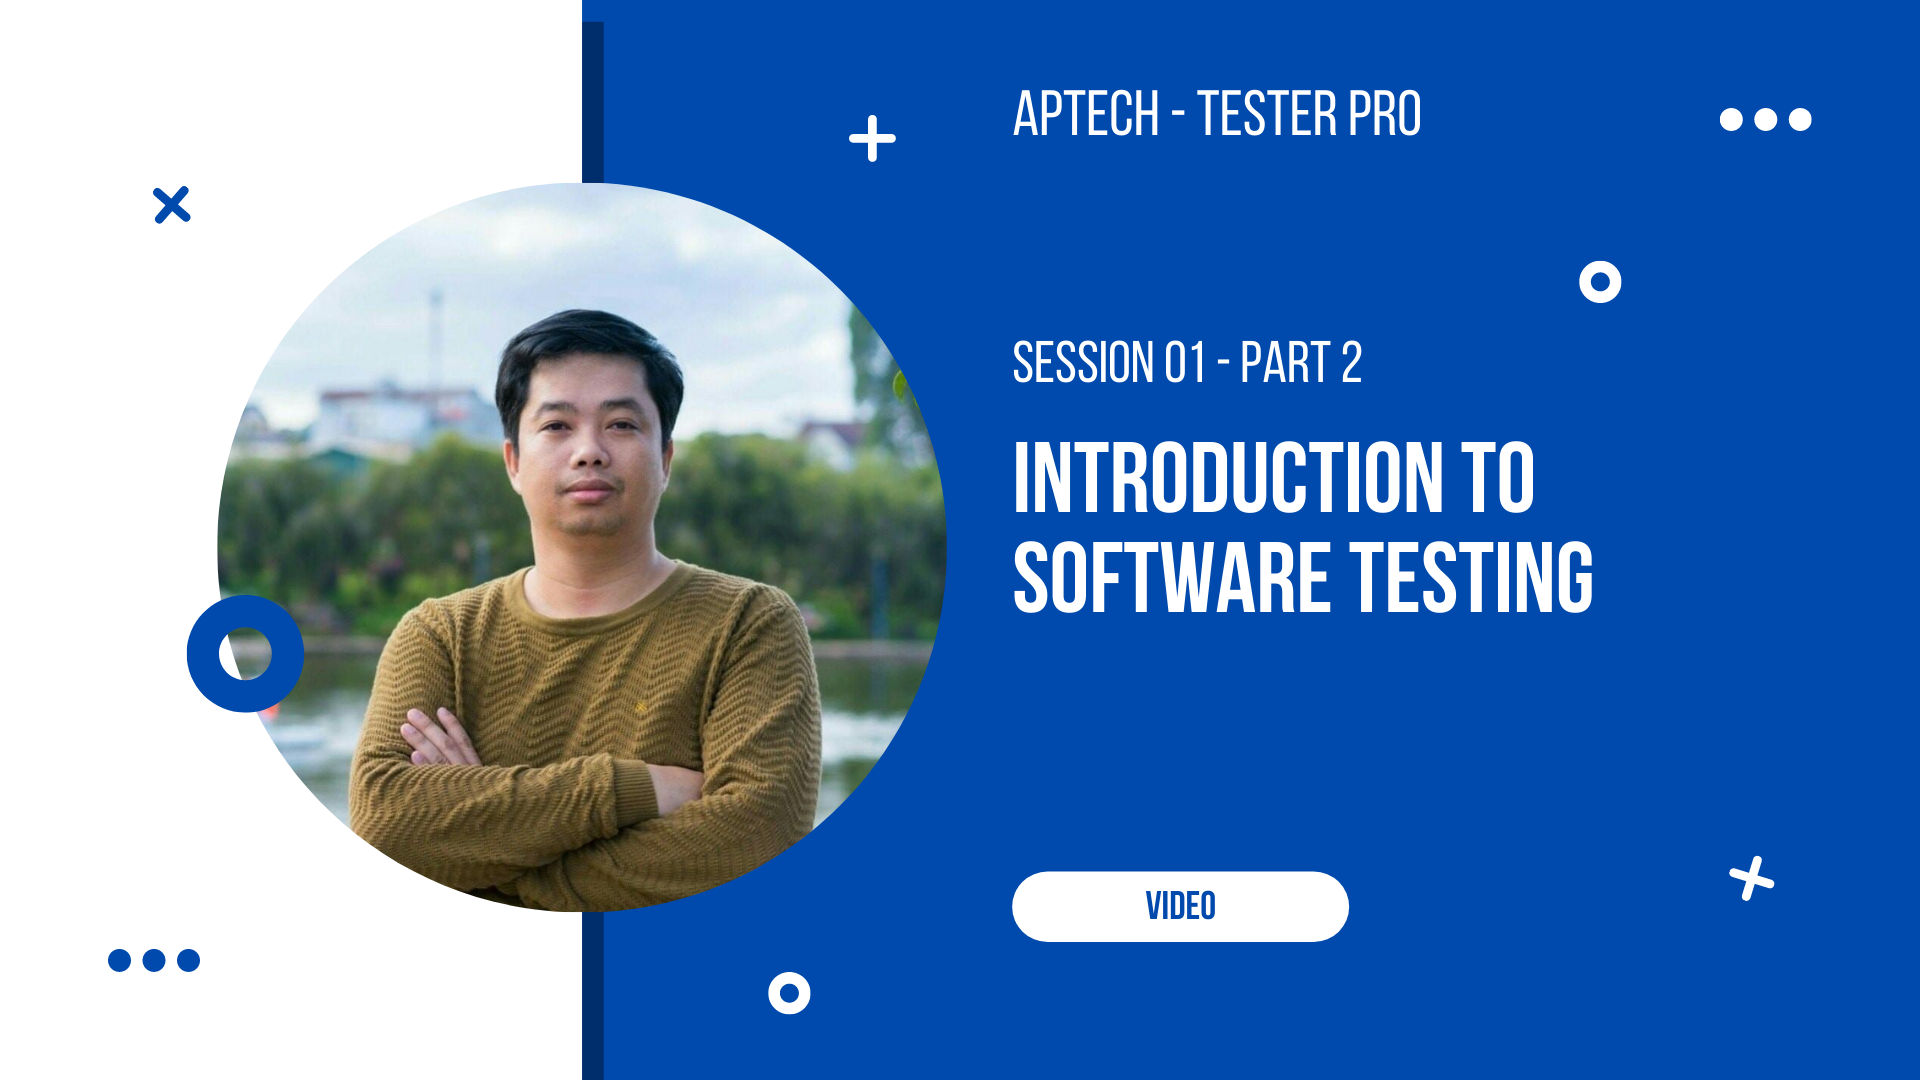 APTECH - TESTER PRO
SESSION 01 - PART 2
INTRODUCTION TO
SOFTWARE TESTING
VIDEO